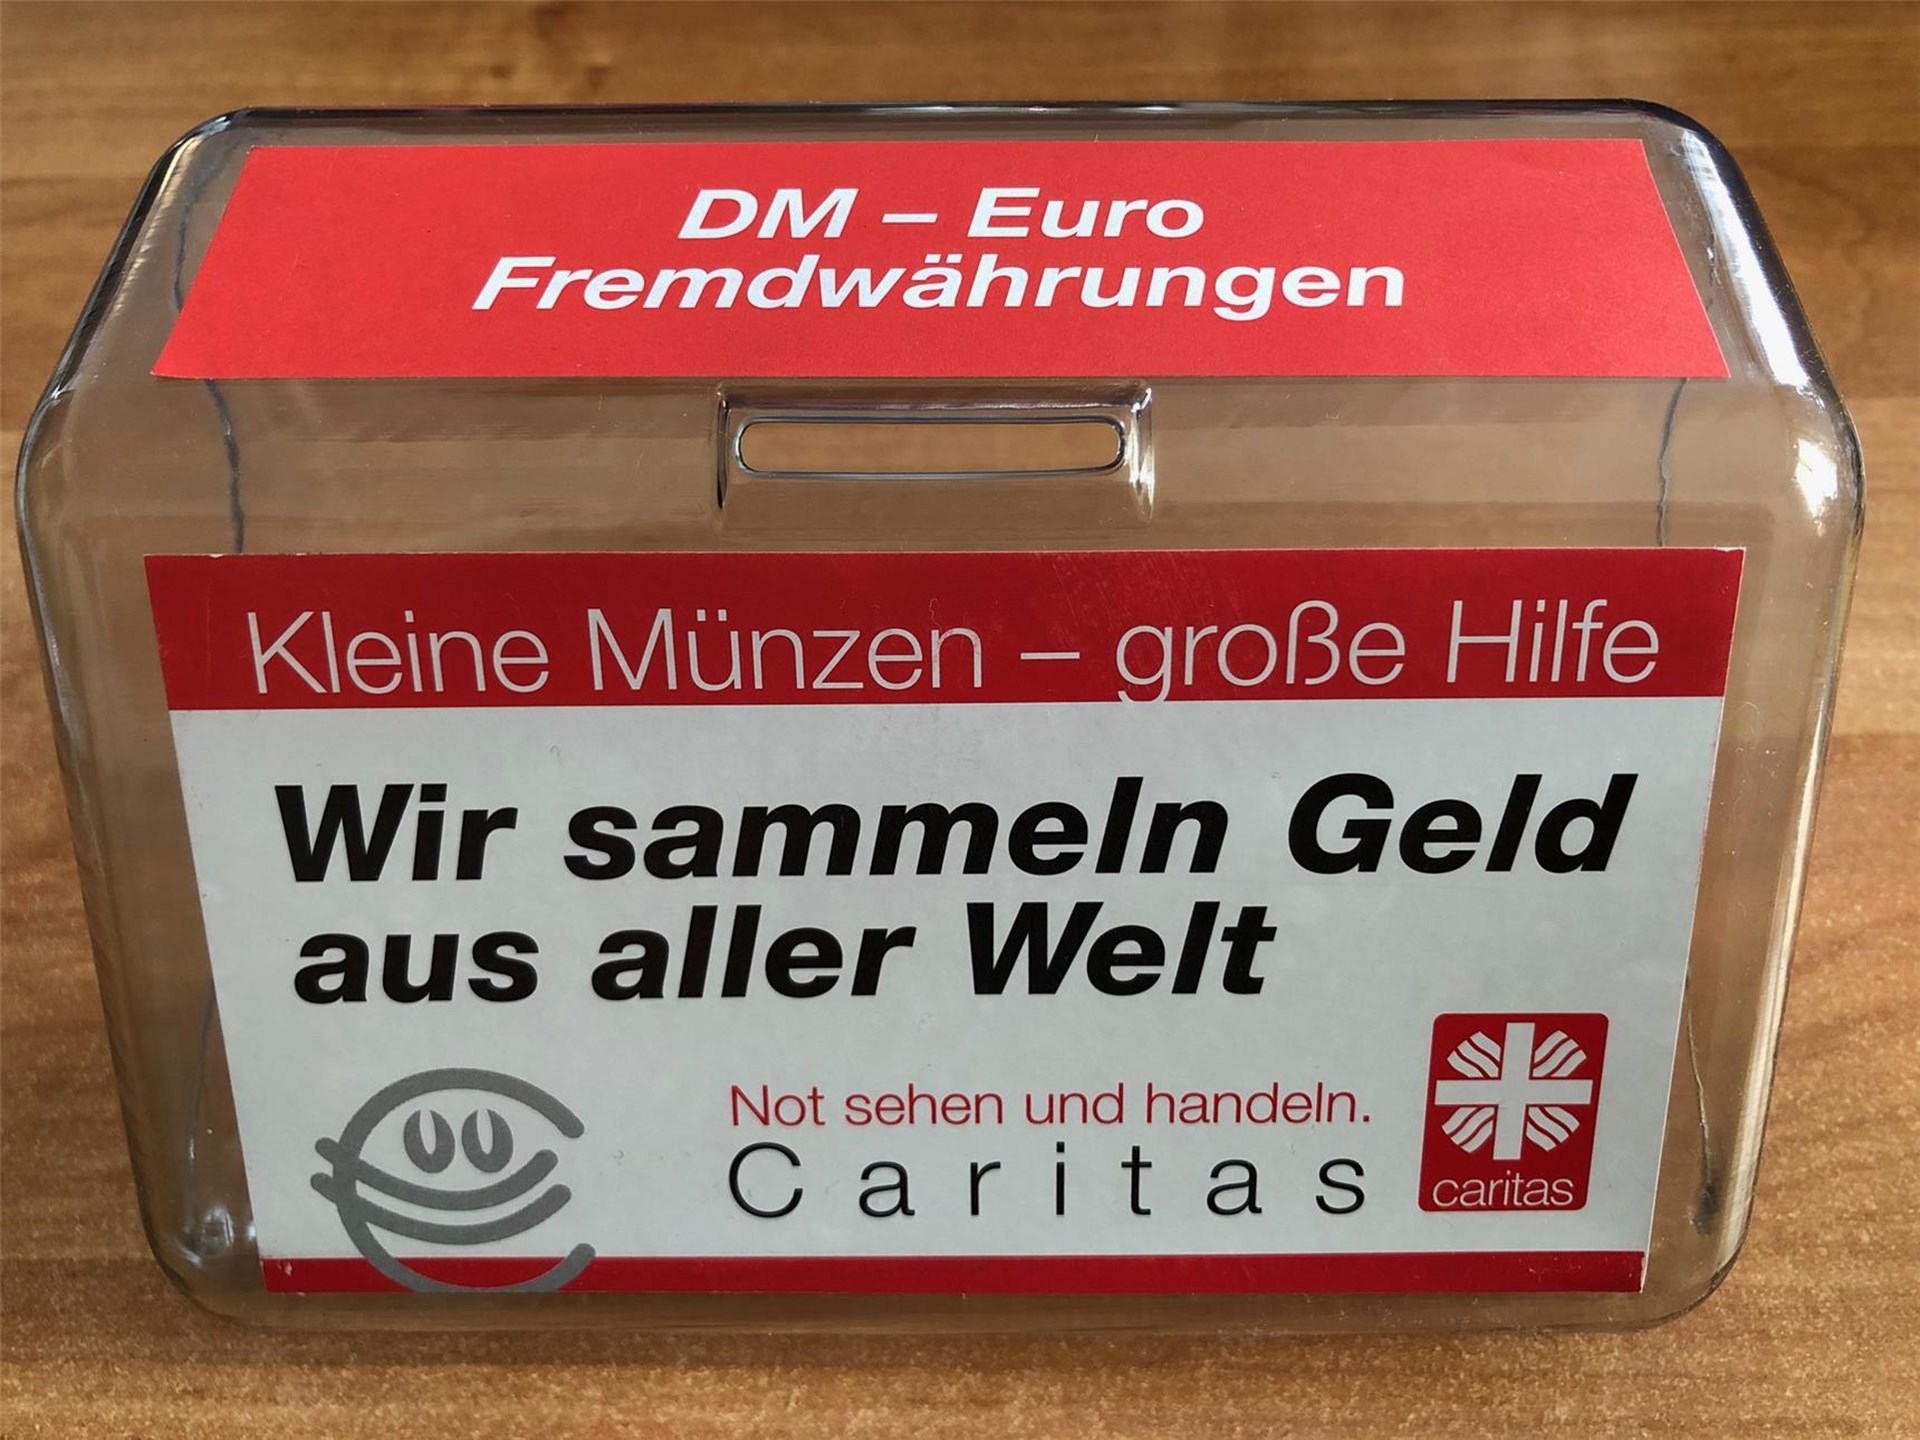 DM – Euro
Fremdwährungen
Kleine Münzen – große Hilfe
Wir sammeln Geld
aus aller Welt
Not sehen und handeln.
Caritas
caritas